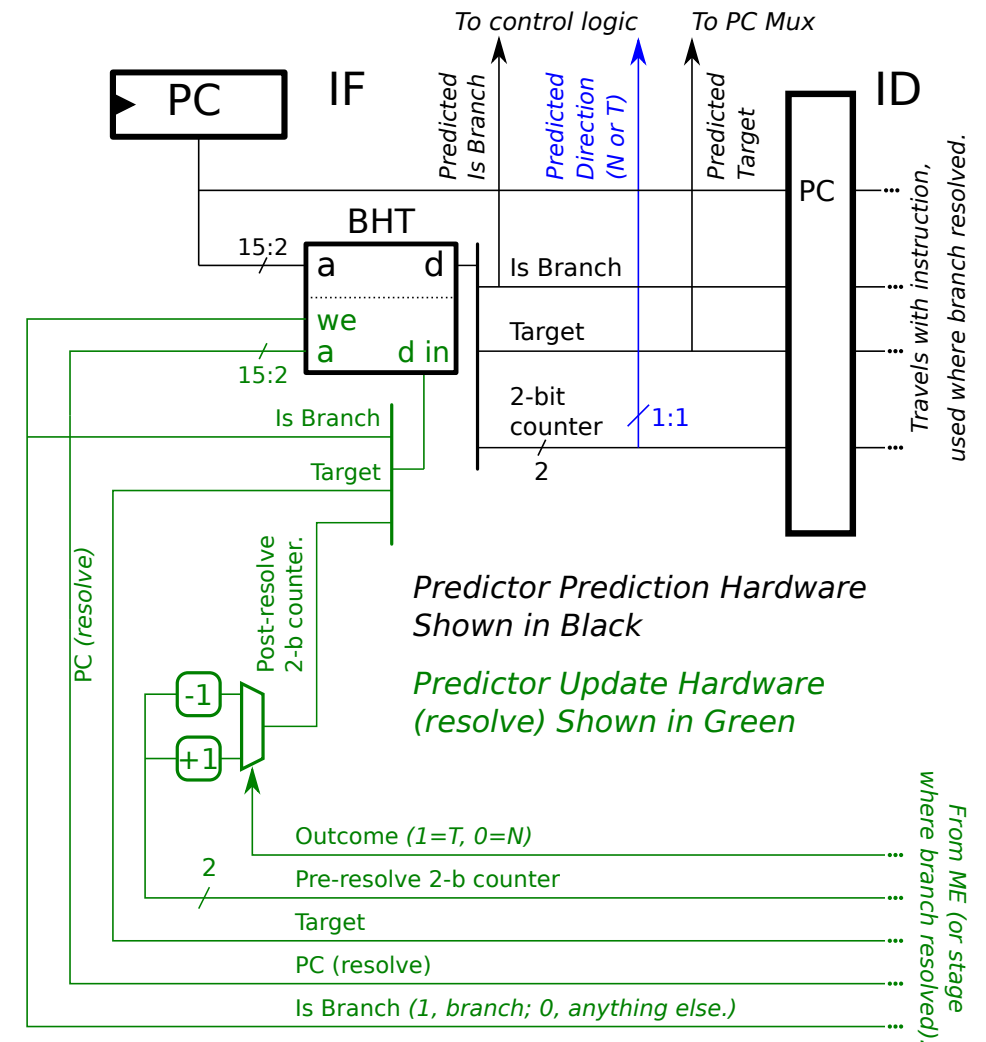 To control logic
To PC Mux
PC
IF
ID
Predicted
Is Branch
Predicted
Direction
(N or T)
Predicted
Target
PC
Travels with instruction,
used where branch resolved.
BHT
15:2
a
d
Is Branch
we
a
d in
15:2
Target
2-bit
counter
2
1:1
Is Branch
Target
PC (resolve)
Post-resolve
2-b counter.
Predictor Prediction Hardware
Shown in Black
Predictor Update Hardware
(resolve) Shown in Green
-1
+1
2
Outcome (1=T, 0=N)
Pre-resolve 2-b counter
Target
PC (resolve)
Is Branch (1, branch; 0, anything else.)
From ME (or stage
where branch resolved).